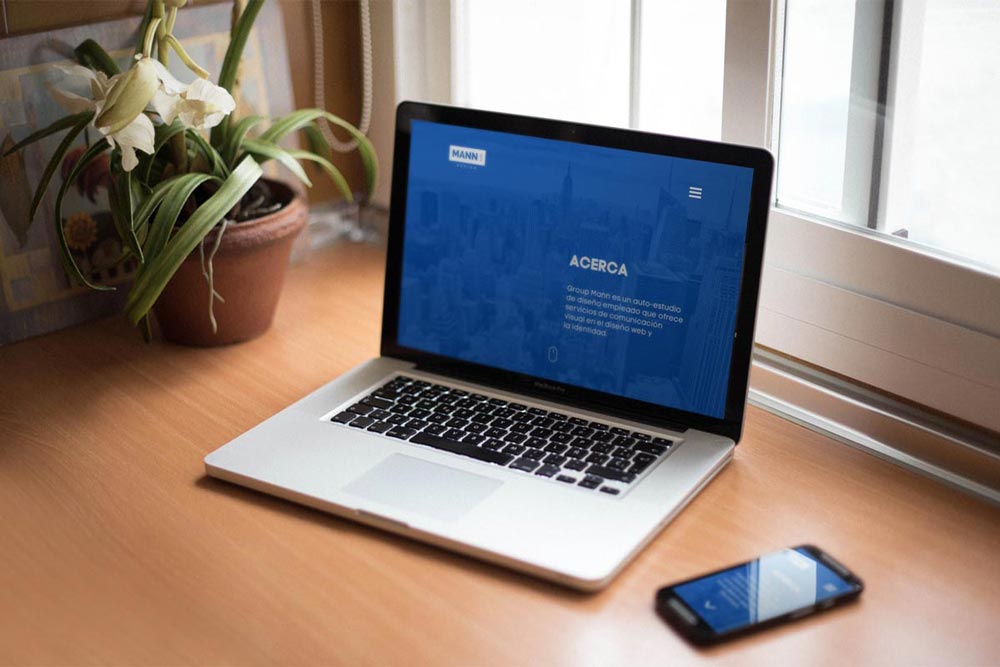 MANN
ACERCA
Group Mann es un auto-estudio
de diseño empleado que ofrece
servicios de comunicación
visual en el diseño web y
la identidad.
MacBook Pro